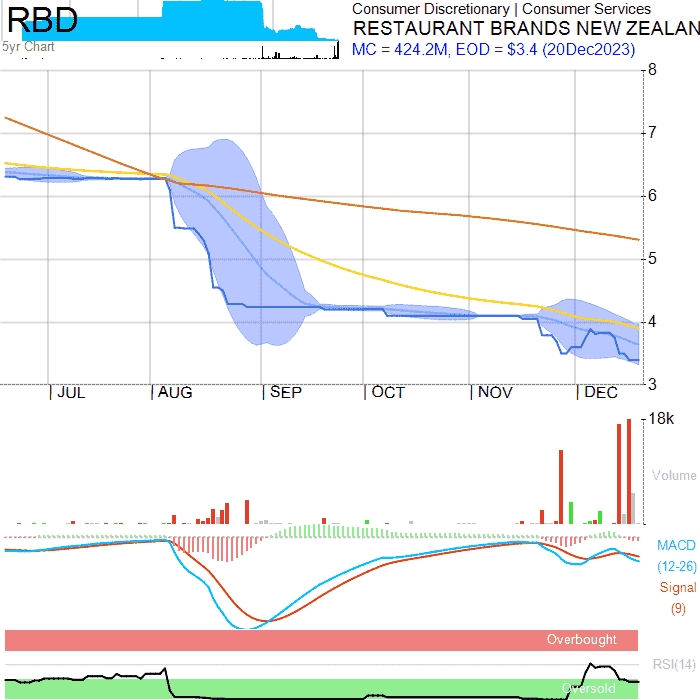 RBD
Consumer Discretionary | Consumer Services
RESTAURANT BRANDS NEW ZEALAN
5yr Chart
MC = 424.2M, EOD = $3.4 (20Dec2023)
8
7
6
5
4
3
JUL AUG SEP OCT NOV DEC
18k
Volume
MACD
(12-26)
Signal
(9)
Overbought
RSI(14)
Oversold